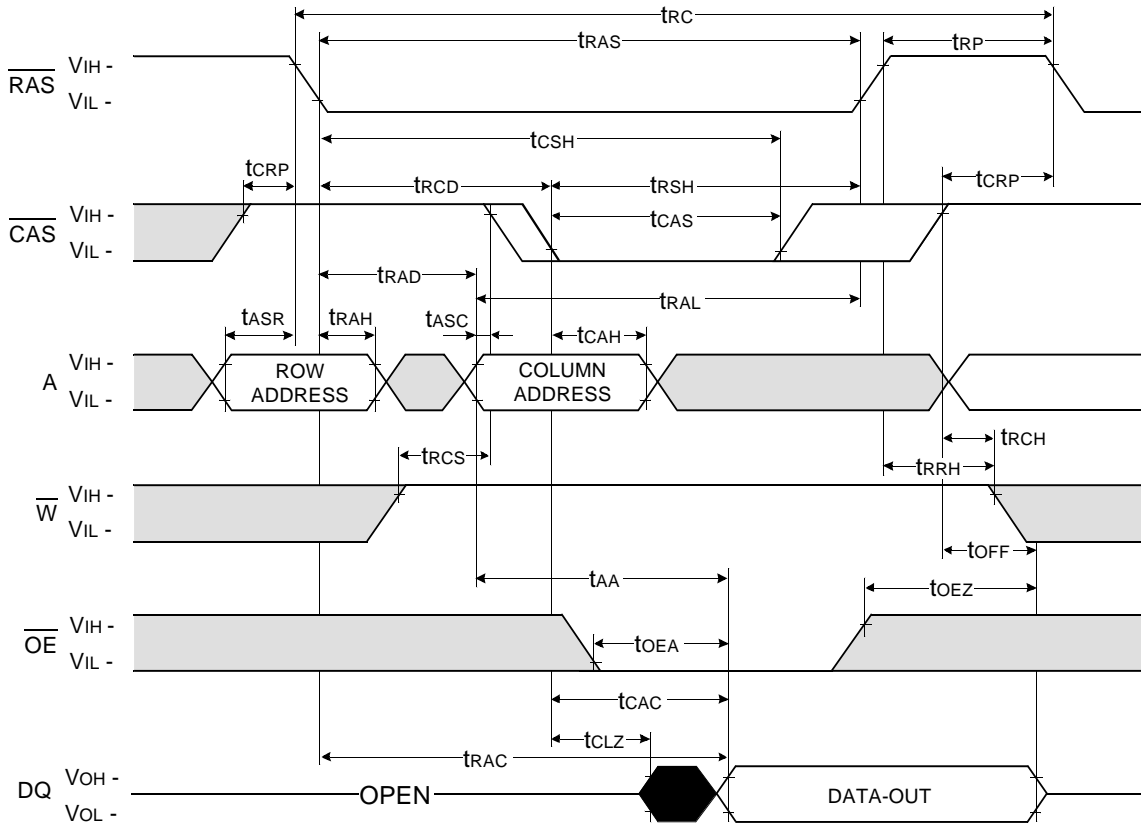 tRC
tRAS
tRP
RAS
VIH -
VIL -
tCSH
tCRP
tRCD
tRSH
tCRP
CAS
VIH -
VIL -
tCAS
tRAD
tRAL
tASR
tRAH
tASC
tCAH
A
VIH -
VIL -
ROW
ADDRESS
COLUMN
ADDRESS
tRCH
tRCS
tRRH
W
VIH -
VIL -
tOFF
tAA
tOEZ
OE
VIH -
VIL -
tOEA
tCAC
tCLZ
tRAC
DQ
VOH -
VOL -
OPEN
DATA-OUT